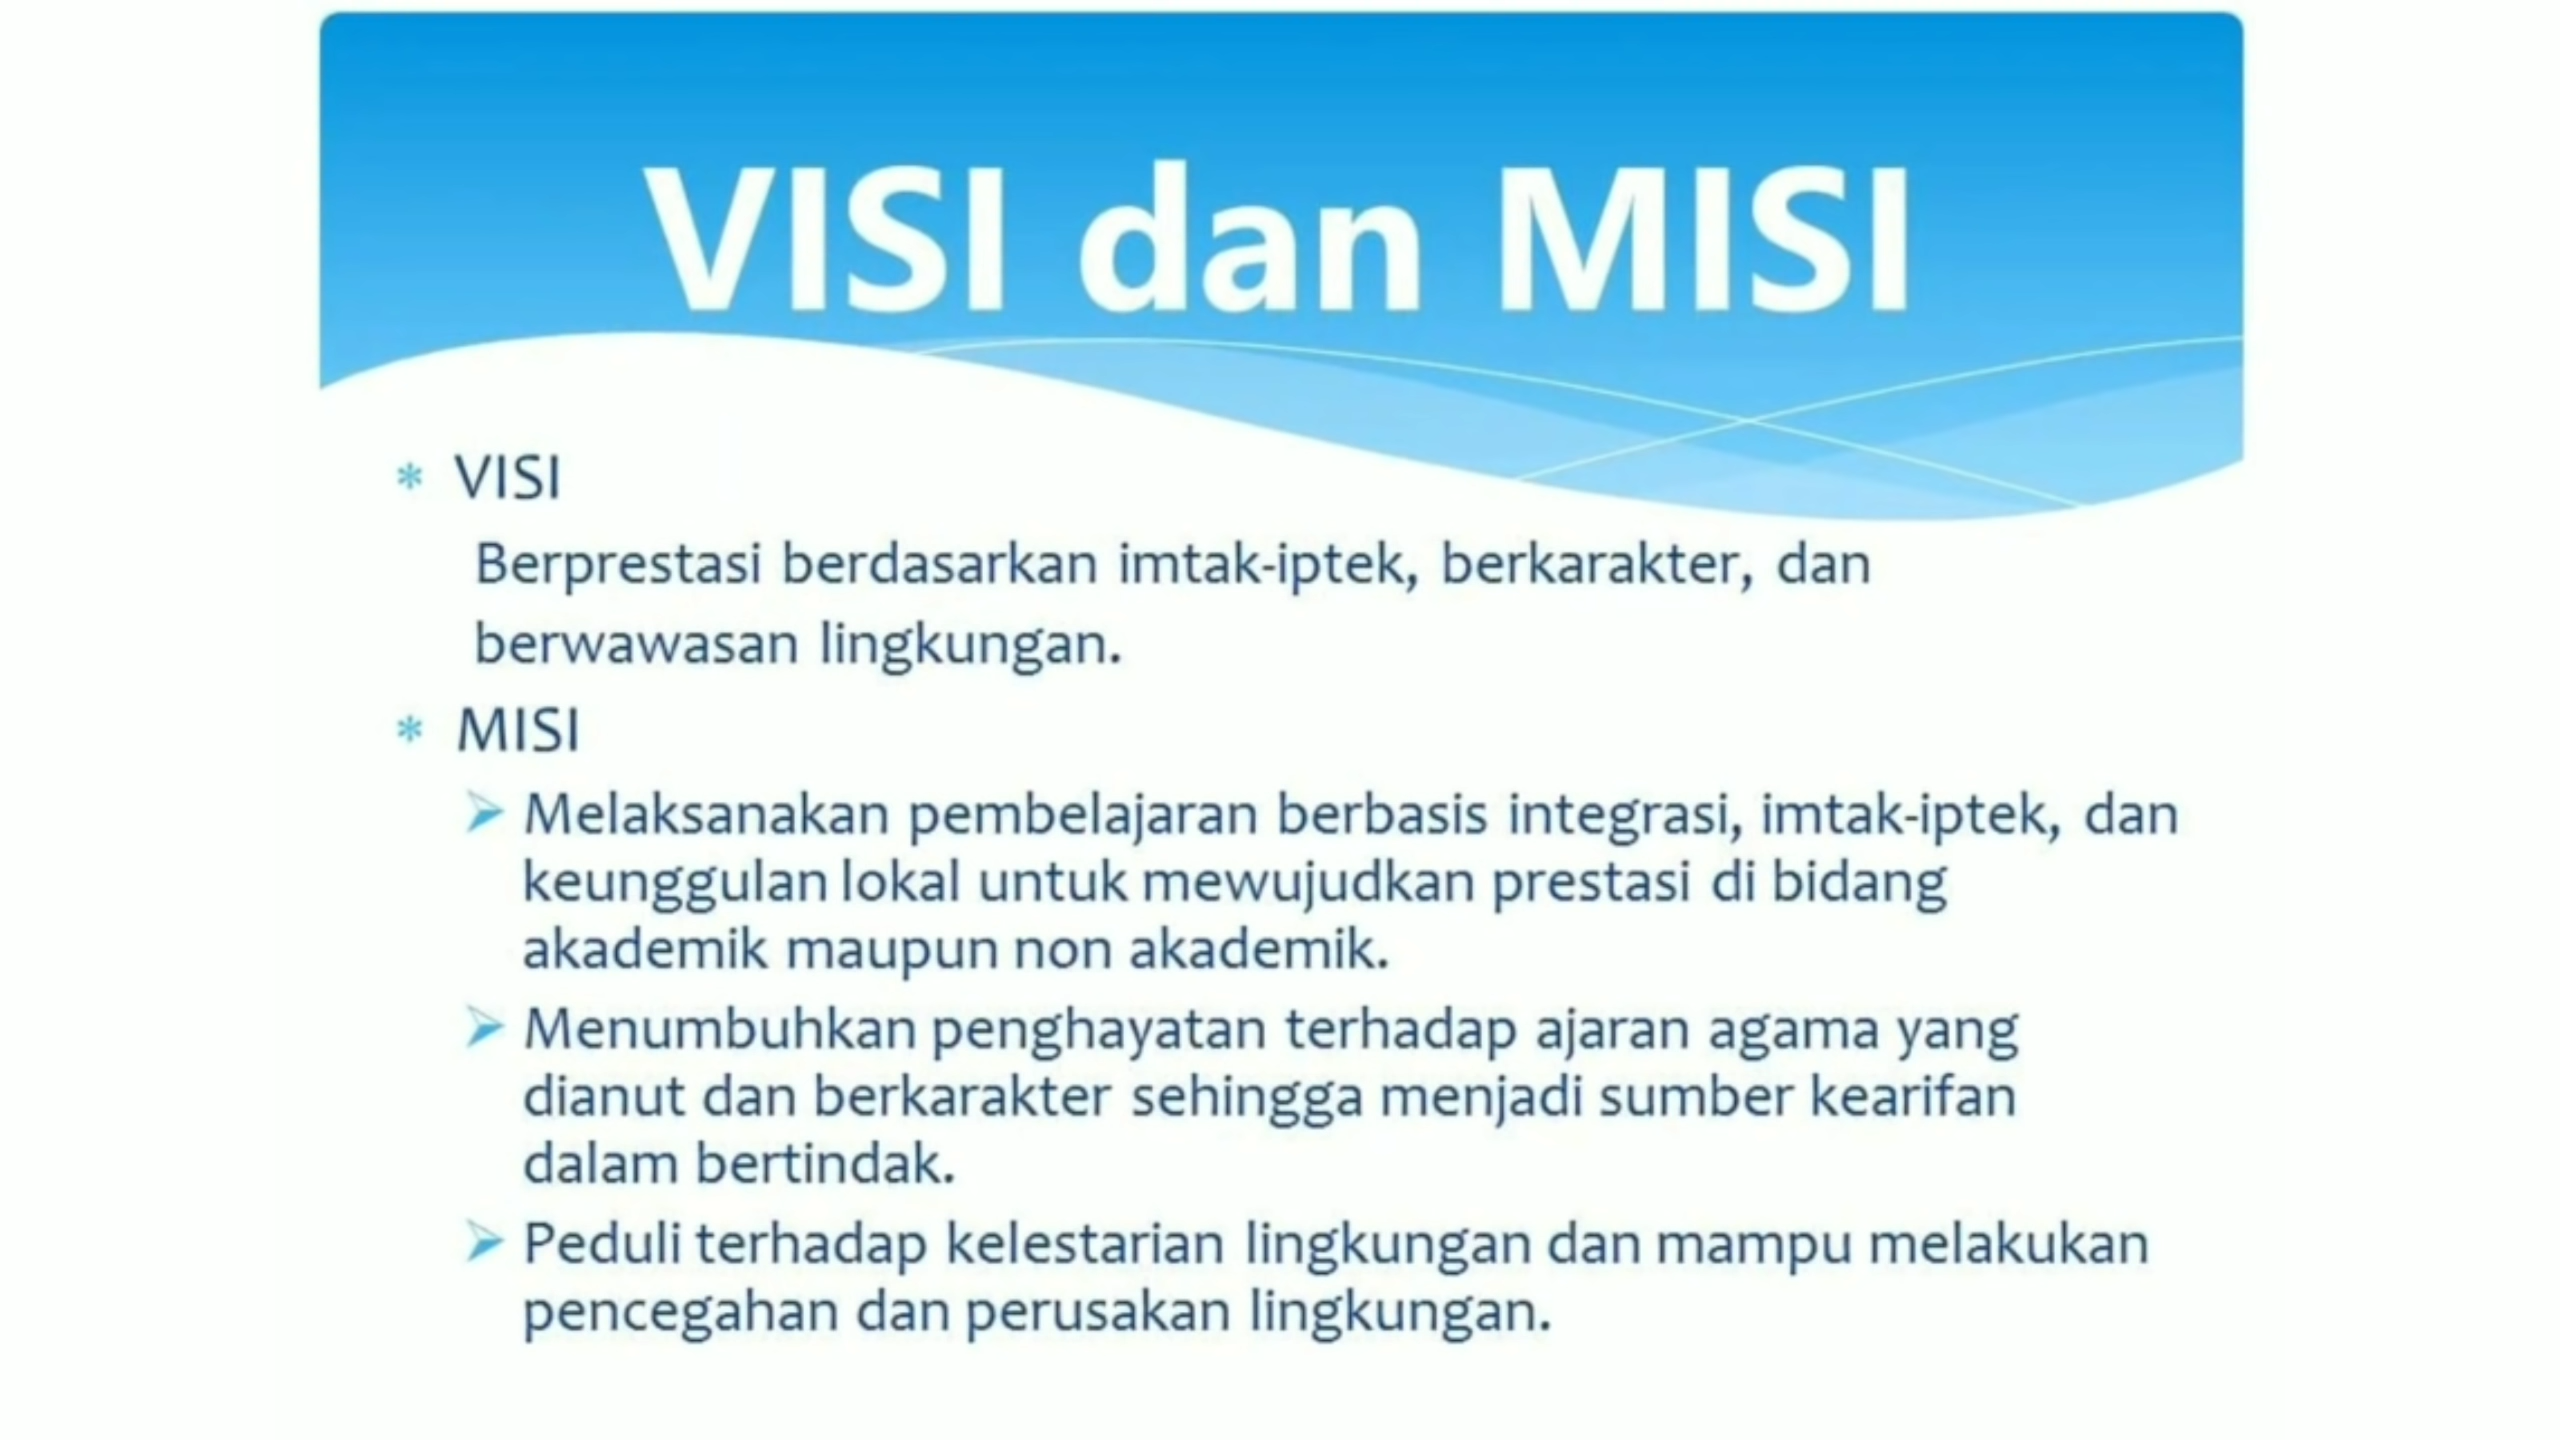 VISI dan MISI
* VISI
Berprestasi berdasarkan imtak-iptek, berkarakter, dan
berwawasan lingkungan.
* MISI
➢ Melaksanakan pembelajaran berbasis integrasi, imtak-iptek, dan
keunggulan lokal untuk mewujudkan prestasi di bidang
akademik maupun non akademik.
➢ Menumbuhkan penghayatan terhadap ajaran agama yang
dianut dan berkarakter sehingga menjadi sumber kearifan
dalam bertindak.
➢ Peduli terhadap kelestarian lingkungan dan mampu melakukan
pencegahan dan perusakan lingkungan.